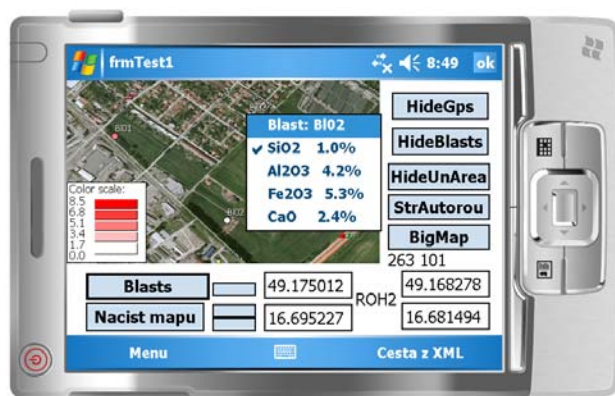 frmTest1
8:49
ok
Bl01
Blast: Bl02
SiO2 1.0%
Al2O3 4.2%
Fe2O3 5.3%
CaO 2.4%
Bl02
Color scale:
8.5
6.8
5.1
3.4
1.7
0.0
HideGps
HideBlasts
HideUnArea
StrAutorou
BigMap
263 101
Blasts
49.175012
ROH2
49.168278
Nacist mapu
16.695227
16.681494
Menu
Cesta z XML